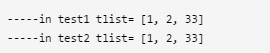 -----in test1 tlist= [1, 2, 33]
-----in test2 tlist= [1, 2, 33]